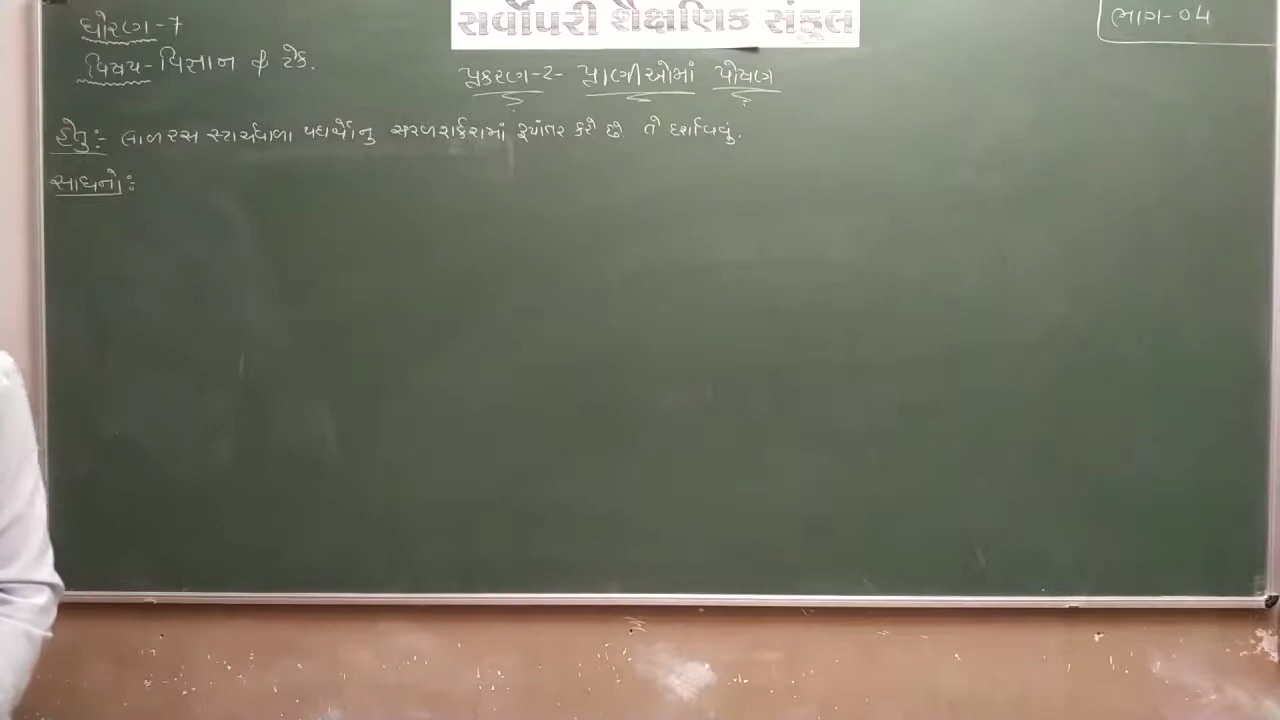 સર્વોપરી શૈક્ષણિક સંકુલ
ધોરણ-7
ભાગ-04
વિષય-વિજ્ઞાન & ટેક.
પ્રકરણ-2- પ્રાણીઓમાં પોષણ
હેતુ:- લાળરસ સ્ટાર્ચવાળા પદાર્થોનુ સરળશર્કરામાં રૂપાંતર કરે છે. તે દર્શાવવું.
સાધનો:-